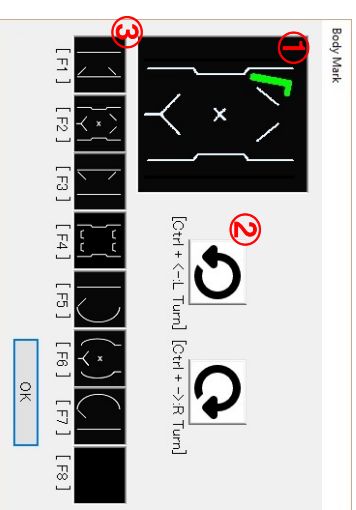 Body Mark
①
②
[Ctrl + <-:L Turn]
[Ctrl + ->:R Turn]
③
[ F1 ]
[ F2 ]
[ F3 ]
[ F4 ]
[ F5 ]
[ F6 ]
[ F7 ]
[ F8 ]
OK